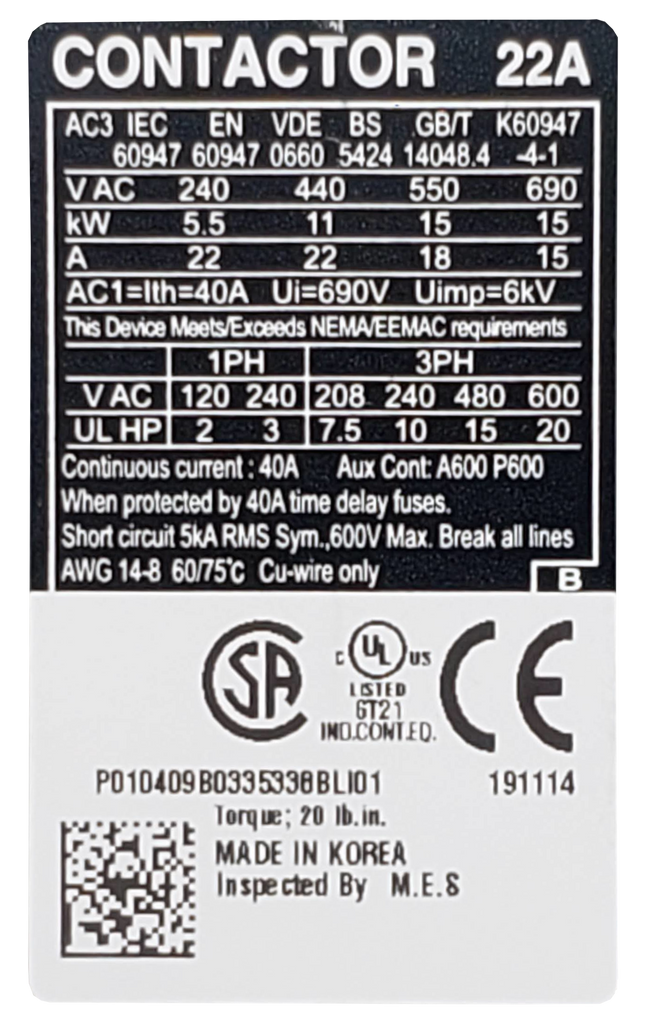 CONTACTOR 22A
AC3 IEC EN VDE BS GB/T K60947
60947 60947 0660 5424 14048.4 -4-1
V AC 240 440 550 690
kW 5.5 11 15 15
A 22 22 18 15
AC1=Ith=40A Ui=690V Uimp=6kV
This Device Meets/Exceeds NEMA/EEMAC requirements
1PH 3PH
V AC 120 240 208 240 480 600
UL HP 2 3 7.5 10 15 20
Continuous current : 40A Aux Cont: A600 P600
When protected by 40A time delay fuses.
Short circuit 5kA RMS Sym.,600V Max. Break all lines
AWG 14-8 60/75℃ Cu-wire only
B
SA C UL US CE
LISTED
6T21
IND.CONT.EQ.
P010409B0335338BLI01 191114
Torque; 20 lb.in.
MADE IN KOREA
Inspected By M.E.S